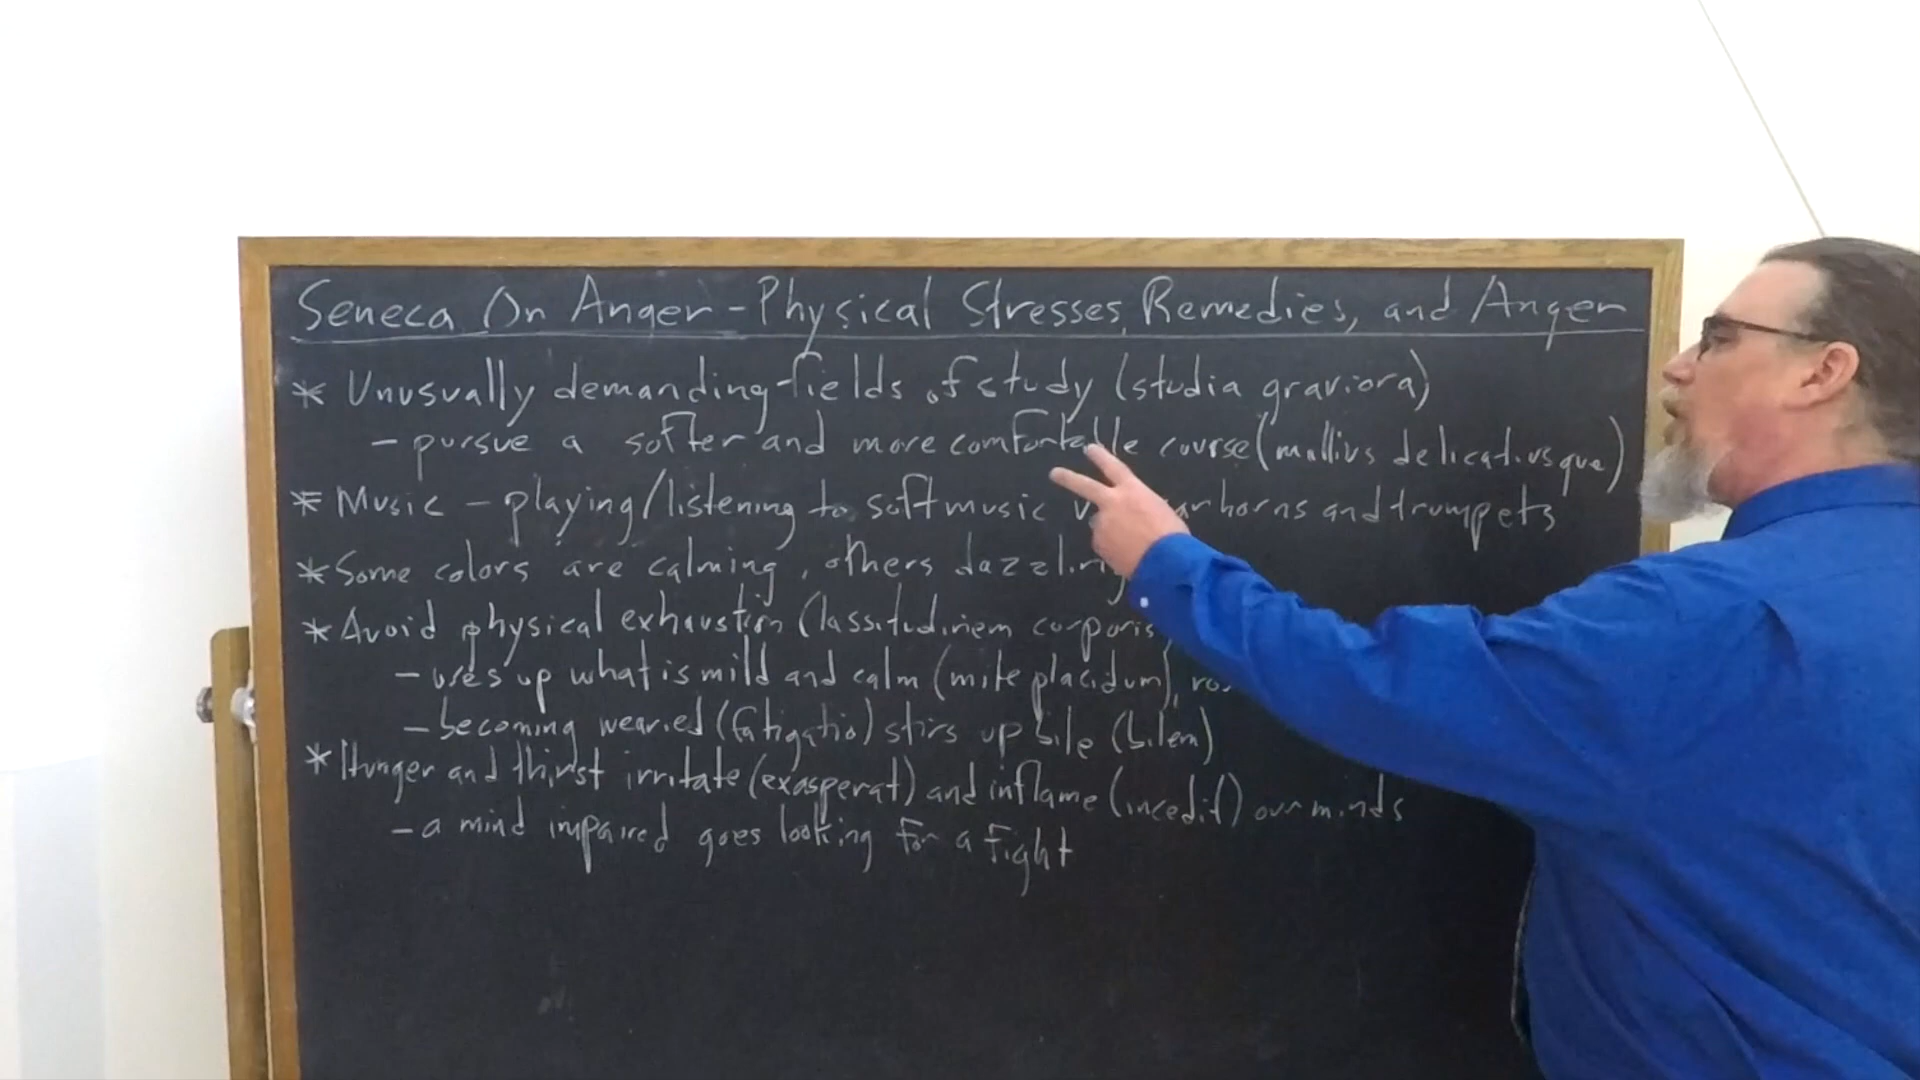 Seneca On Anger - Physical Stresses, Remedies, and Anger
* Unusually demanding fields of study (studia graviora)
- pursue a softer and more comfortable course (mollius delicatiusque)
* Music - playing/listening to soft music horns and trumpets
* Some colors are calming, others dazzling
* Avoid physical exhaustion (lassitudinem corporis
- uses up what is mild and calm (mite placidum),
- becoming wearied (fatigatio) stirs up bile (bilem)
* Hunger and thirst irritate (exasperat) and inflame (incedit) our minds
- a mind impaired goes looking for a fight